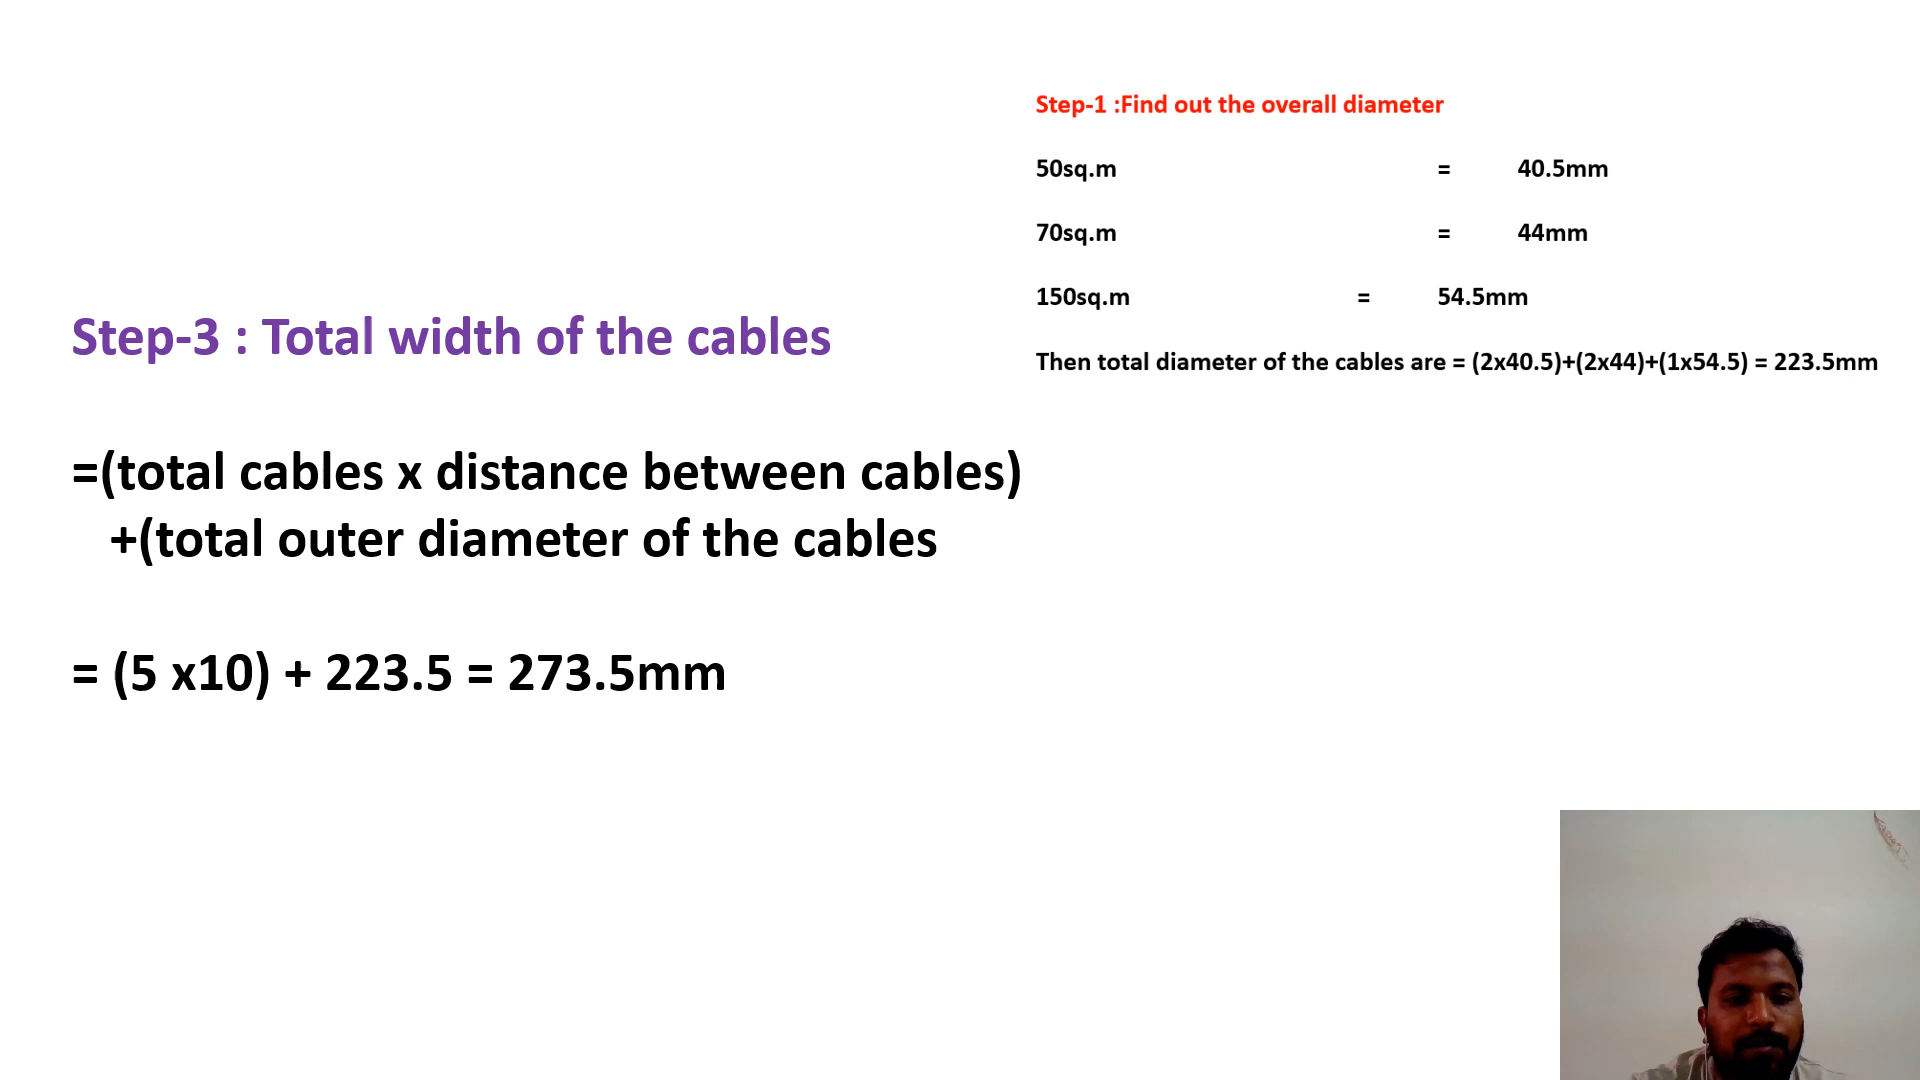 Step-1 :Find out the overall diameter
50sq.m = 40.5mm
70sq.m = 44mm
150sq.m = 54.5mm
Then total diameter of the cables are = (2x40.5)+(2x44)+(1x54.5) = 223.5mm
Step-3 : Total width of the cables
=(total cables x distance between cables)
+(total outer diameter of the cables
= (5 x10) + 223.5 = 273.5mm